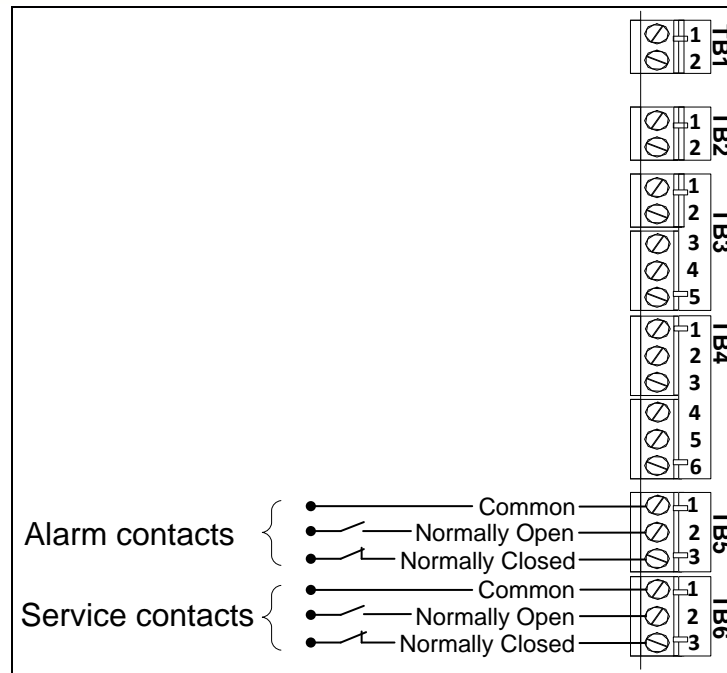 1
2
TB1
1
2
TB2
1
2
3
4
5
TB3
1
2
3
4
5
6
TB4
Alarm contacts
Common 1
Normally Open 2
Normally Closed 3
TB5
Service contacts
Common 1
Normally Open 2
Normally Closed 3
TB6